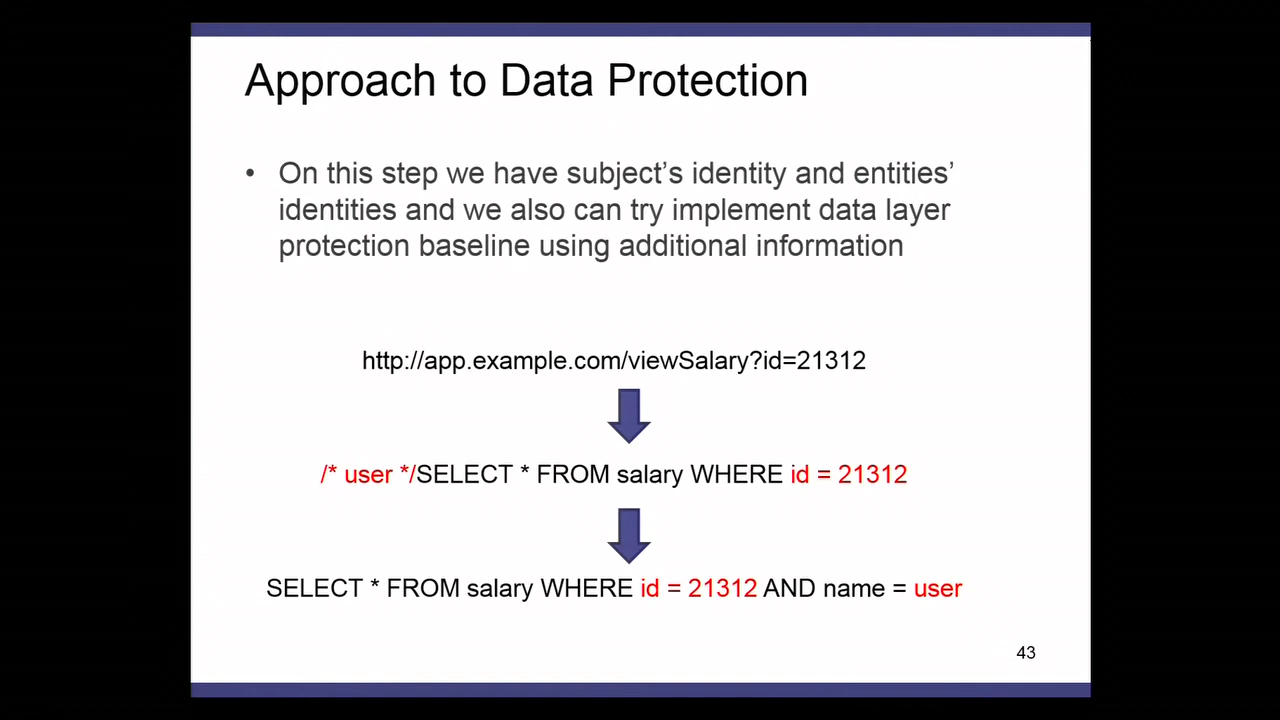 Approach to Data Protection
• On this step we have subject’s identity and entities’
identities and we also can try implement data layer
protection baseline using additional information
http://app.example.com/viewSalary?id=21312
/* user */SELECT * FROM salary WHERE id = 21312
SELECT * FROM salary WHERE id = 21312 AND name = user
43